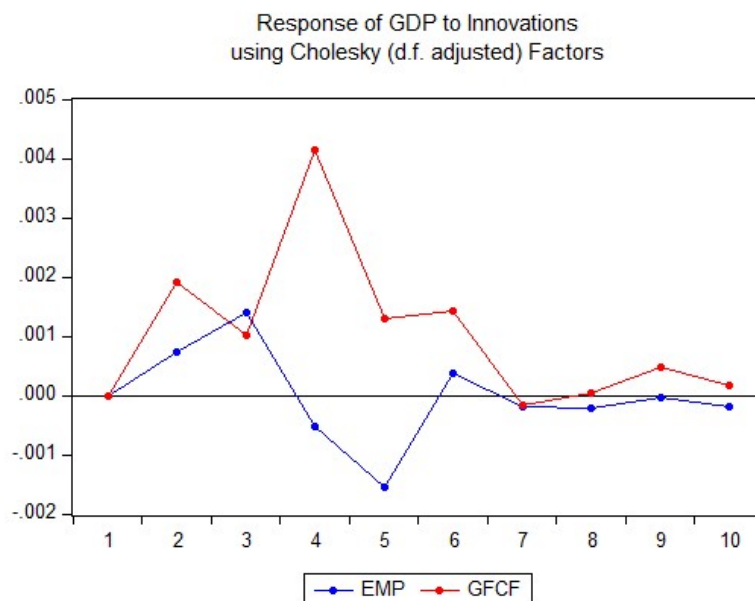 Response of GDP to Innovations
using Cholesky (d.f. adjusted) Factors
.005
.004
.003
.002
.001
.000
-.001
-.002
1 2 3 4 5 6 7 8 9 10
EMP GFCF